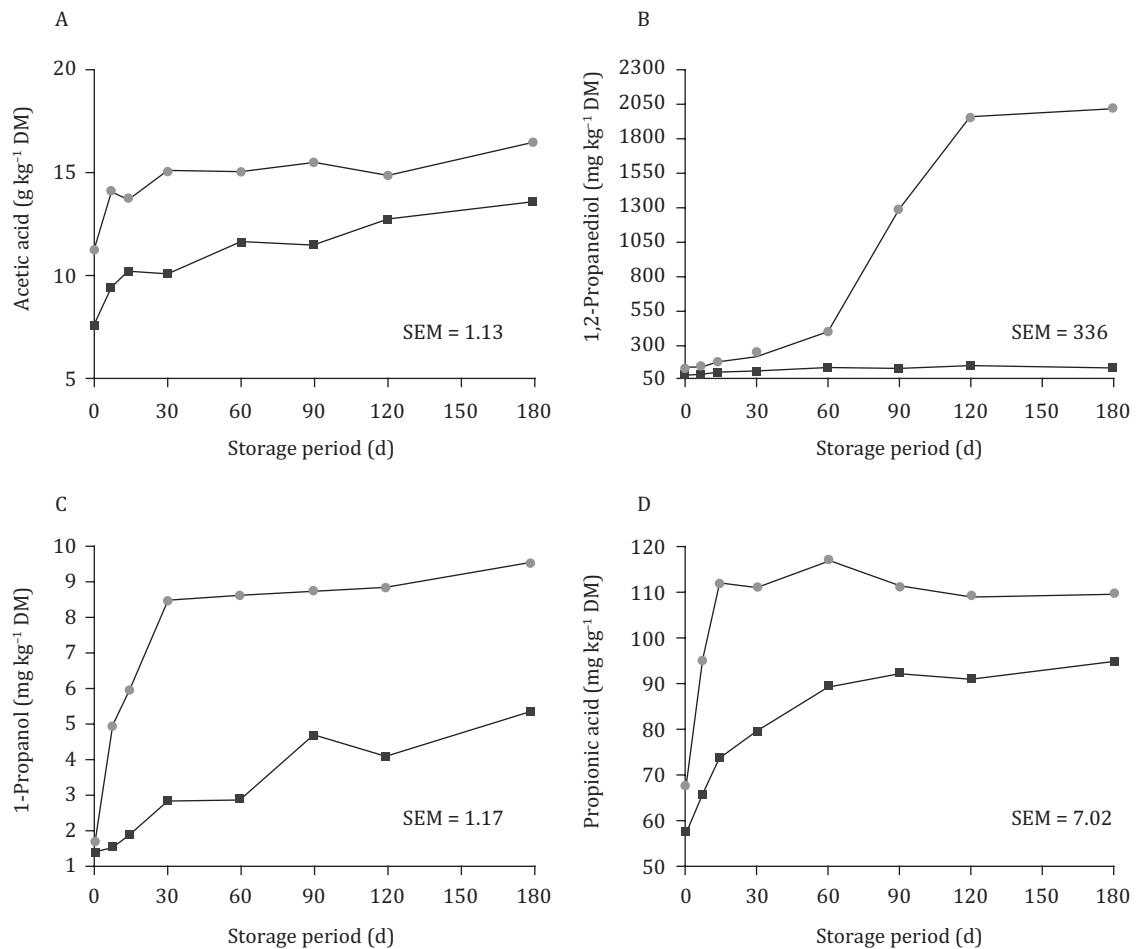 A
Acetic acid (g kg⁻¹ DM)
20
15
10
5
SEM = 1.13
0 30 60 90 120 150 180
Storage period (d)
B
1,2-Propanediol (mg kg⁻¹ DM)
2300
2050
1800
1550
1300
1050
800
550
300
50
SEM = 336
0 30 60 90 120 150 180
Storage period (d)
C
1-Propanol (mg kg⁻¹ DM)
10
9
8
7
6
5
4
3
2
1
SEM = 1.17
0 30 60 90 120 150 180
Storage period (d)
D
Propionic acid (mg kg⁻¹ DM)
120
110
100
90
80
70
60
50
SEM = 7.02
0 30 60 90 120 150 180
Storage period (d)